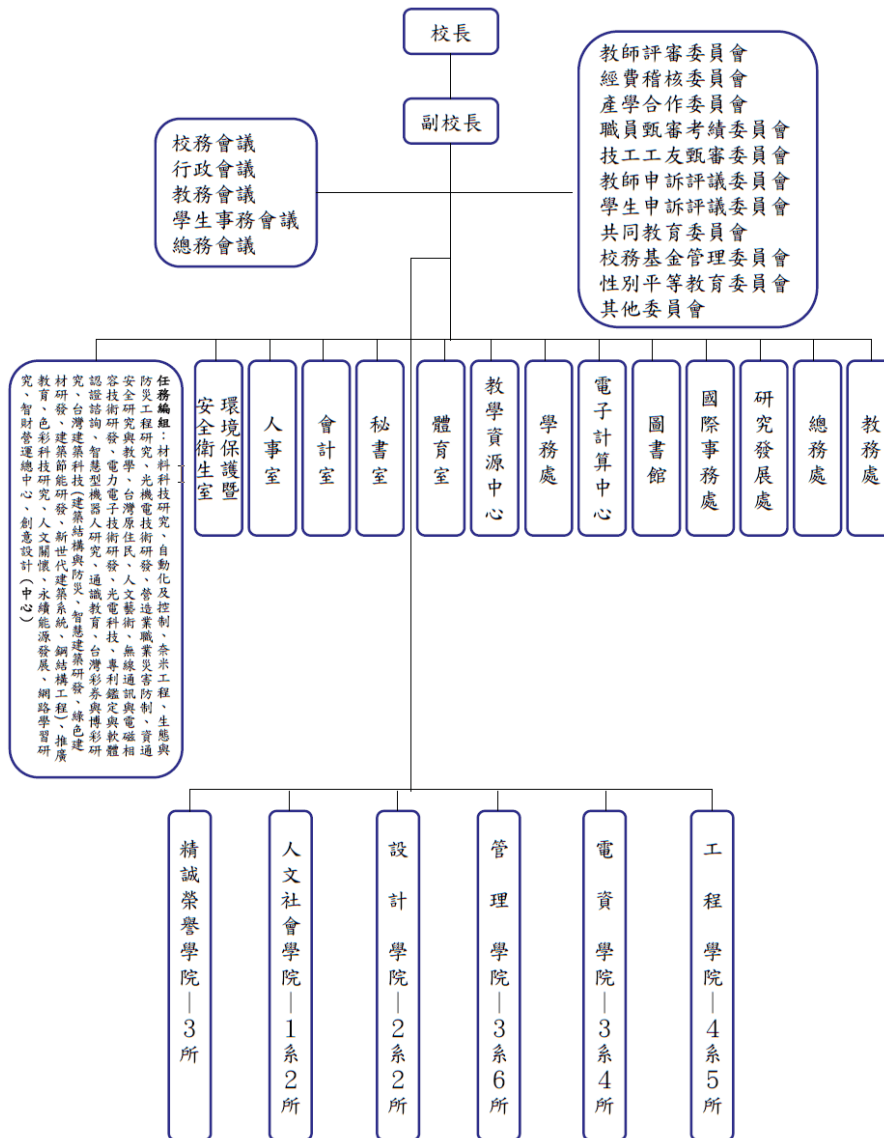 校長
副校長
校務會議
行政會議
教務會議
學生事務會議
總務會議
教師評審委員會
經費稽核委員會
產學合作委員會
職員甄審考績委員會
技工工友甄審委員會
教師申訴評議委員會
學生申訴評議委員會
共同教育委員會
校務基金管理委員會
性別平等教育委員會
其他委員會
教務處
總務處
研究發展處
國際事務處
圖書館
電子計算中心
學務處
教學資源中心
體育室
秘書室
會計室
人事室
環境保護暨
安全衛生室
任務編組：材料科技研究、自動化及控制、奈米工程、生態與
防災工程研究、光機電技術研發、營造業職業災害防制、資通
安全研究與教學、台灣原住民、人文藝術、無線通訊與電磁相
容技術研發、電力電子技術研發、光電科技、專利鑑定與軟體
認證諮詢、智慧型機器人研究、通識教育、台灣彩券與博彩研
究、台灣建築科技(建築結構與防災、智慧建築研發、綠色建
材研發、建築節能研發、新世代建築系統、鋼結構工程)、推廣
教育、色彩科技研究、人文關懷、永續能源發展、網路學習研
究、智財營運總中心、創意設計(中心)
工程學院—4系5所
電資學院—3系4所
管理學院—3系6所
設計學院—2系2所
人文社會學院—1系2所
精誠榮譽學院—3所